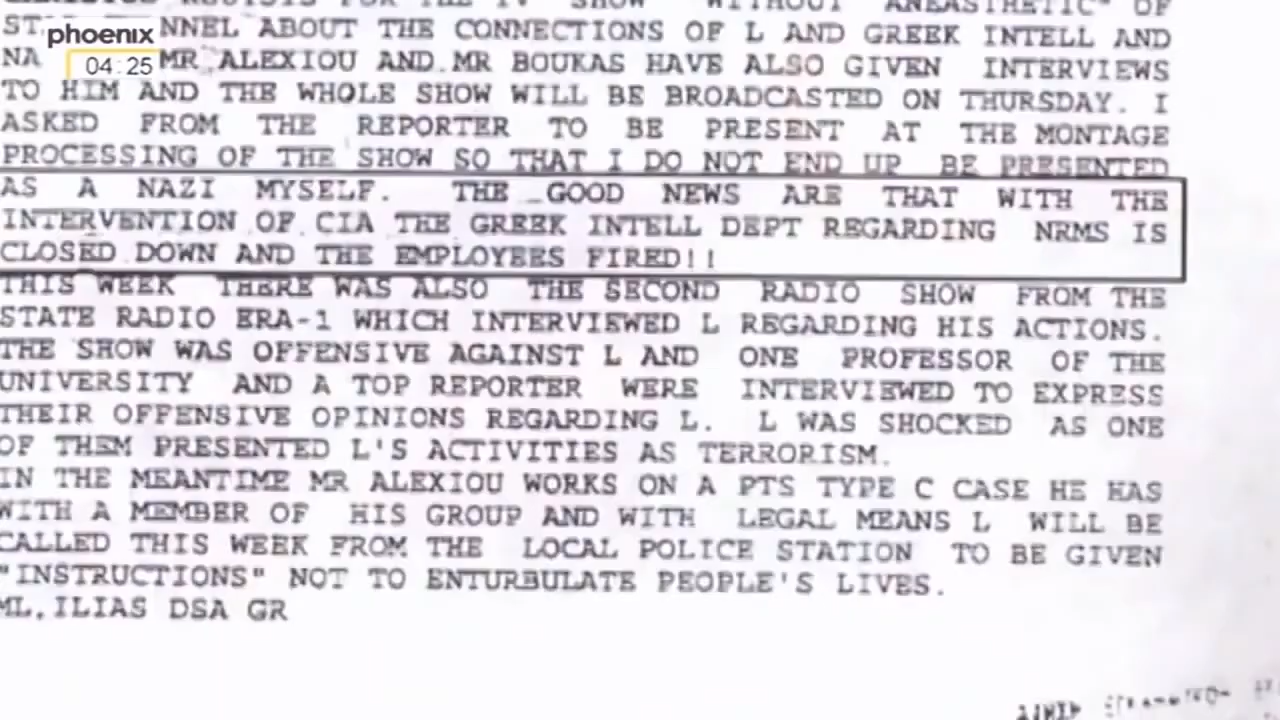 SHOW "WITHOUT ANEASTHETIC" OF
phoenix
04:25
NNEL ABOUT THE CONNECTIONS OF L AND GREEK INTELL AND
MR ALEXIOU AND MR BOUKAS HAVE ALSO GIVEN INTERVIEWS
TO HIM AND THE WHOLE SHOW WILL BE BROADCASTED ON THURSDAY. I
ASKED FROM THE REPORTER TO BE PRESENT AT THE MONTAGE
PROCESSING OF THE SHOW SO THAT I DO NOT END UP BE PRESENTED
AS A NAZI MYSELF. THE GOOD NEWS ARE THAT WITH THE
INTERVENTION OF CIA THE GREEK INTELL DEPT REGARDING NRMS IS
CLOSED DOWN AND THE EMPLOYEES FIRED!!
THIS WEEK THERE WAS ALSO THE SECOND RADIO SHOW FROM THE
STATE RADIO ERA-1 WHICH INTERVIEWED L REGARDING HIS ACTIONS.
THE SHOW WAS OFFENSIVE AGAINST L AND ONE PROFESSOR OF THE
UNIVERSITY AND A TOP REPORTER WERE INTERVIEWED TO EXPRESS
THEIR OFFENSIVE OPINIONS REGARDING L. L WAS SHOCKED AS ONE
OF THEM PRESENTED L'S ACTIVITIES AS TERRORISM.
IN THE MEANTIME MR ALEXIOU WORKS ON A PTS TYPE C CASE HE HAS
WITH A MEMBER OF HIS GROUP AND WITH LEGAL MEANS L WILL BE
CALLED THIS WEEK FROM THE LOCAL POLICE STATION TO BE GIVEN
"INSTRUCTIONS" NOT TO ENTURBULATE PEOPLE'S LIVES.
ML, ILIAS DSA GR